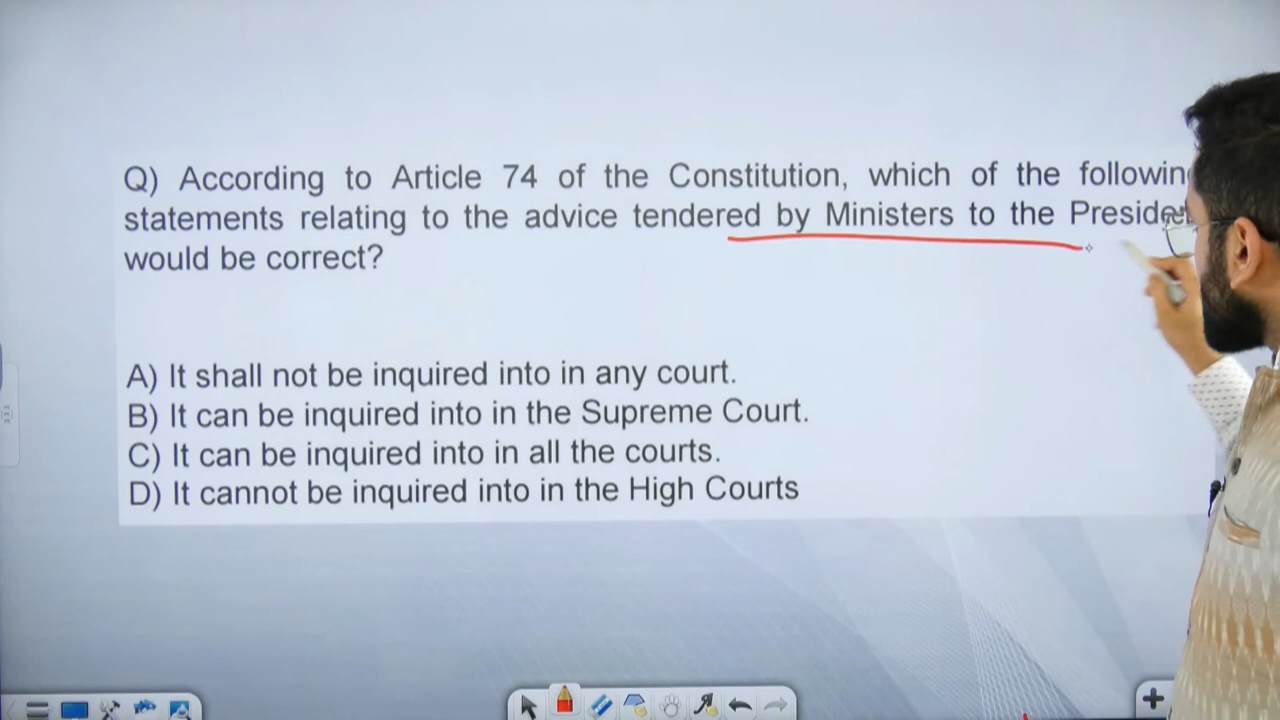 Q) According to Article 74 of the Constitution, which of the
statements relating to the advice tendered by Ministers to the
would be correct?
A) It shall not be inquired into in any court.
B) It can be inquired into in the Supreme Court.
C) It can be inquired into in all the courts.
D) It cannot be inquired into in the High Courts